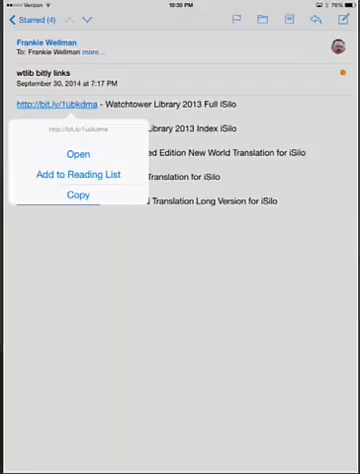 Verizon
10:30 PM
76%
Starred (4)
Frankie Wellman
To: Frankie Wellman more...
wtlib bitly links
September 30, 2014 at 7:17 PM
http://bit.ly/1ubkdma - Watchtower Library 2013 Full iSilo
Library 2013 Index iSilo
http://bit.ly/1ubkdma
ed Edition New World Translation for iSilo
Open
Translation for iSilo
Add to Reading List
Copy
d Translation Long Version for iSilo